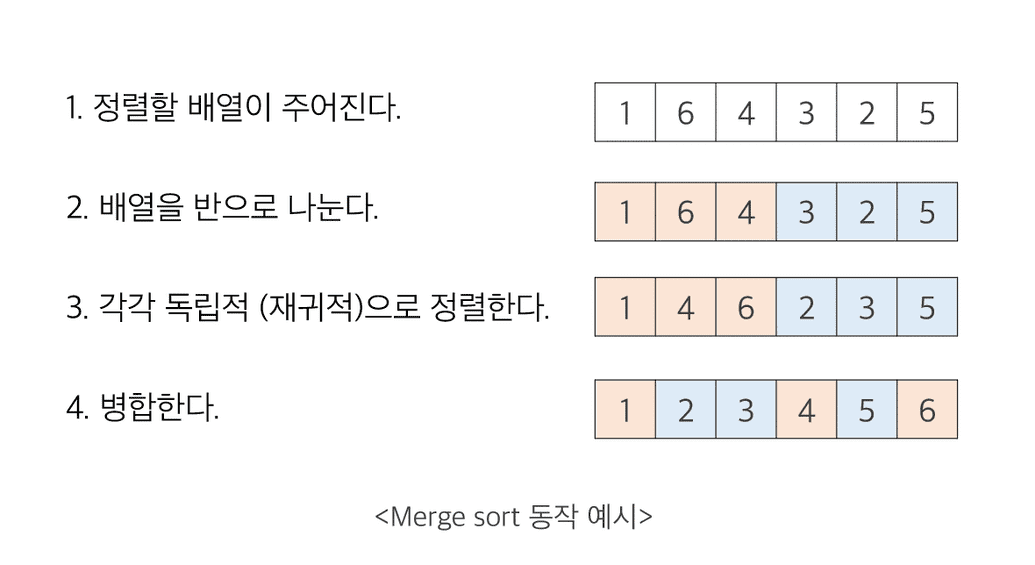 1. 정렬할 배열이 주어진다.
1 6 4 3 2 5
2. 배열을 반으로 나눈다.
1 6 4 3 2 5
3. 각각 독립적 (재귀적)으로 정렬한다.
1 4 6 2 3 5
4. 병합한다.
1 2 3 4 5 6
<Merge sort 동작 예시>